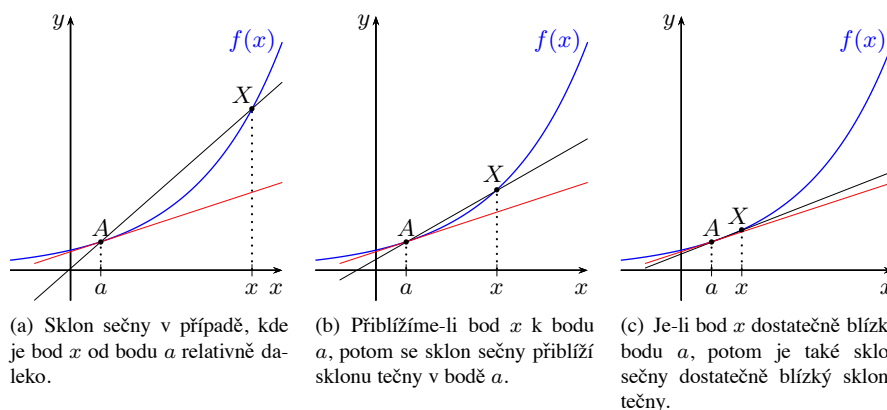 y
f(x)
X
A
a
x
x
(a) Sklon sečny v případě, kde
je bod x od bodu a relativně da-
leko.
y
f(x)
X
A
a
x
x
(b) Přiblížíme-li bod x k bodu
a, potom se sklon sečny přiblíží
sklonu tečny v bodě a.
y
f(x)
X
A
a
x
x
(c) Je-li bod x dostatečně blízk
bodu a, potom je také sklo
sečny dostatečně blízký sklon
tečny.